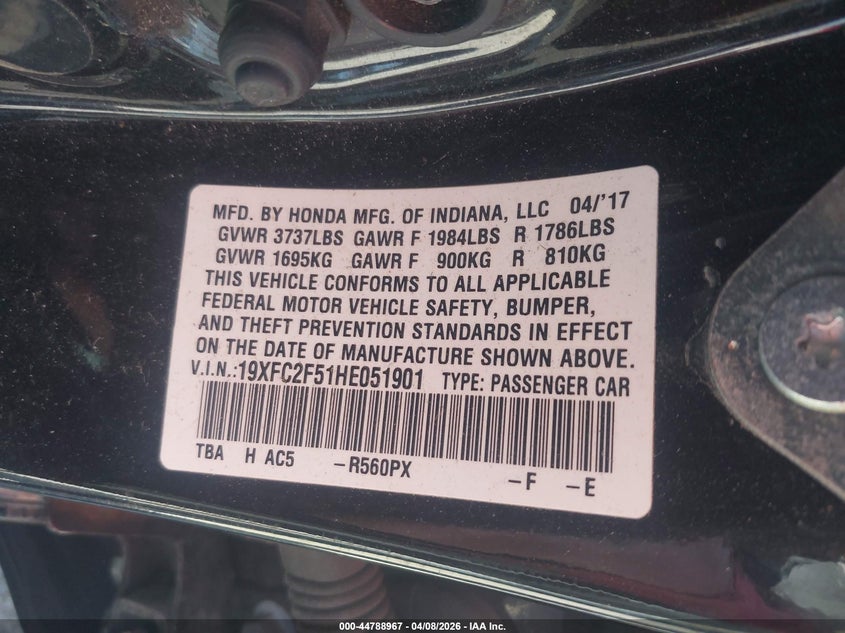 MFD. BY HONDA MFG. OF INDIANA, LLC 04/'17
GVWR 3737LBS GAWR F 1984LBS R 1786LBS
GVWR 1695KG GAWR F 900KG R 810KG
THIS VEHICLE CONFORMS TO ALL APPLICABLE
FEDERAL MOTOR VEHICLE SAFETY, BUMPER,
AND THEFT PREVENTION STANDARDS IN EFFECT
ON THE DATE OF MANUFACTURE SHOWN ABOVE.
V.I.N.:19XFC2F51HE051901 TYPE: PASSENGER CAR
TBA H AC5 –R560PX –F –E
000-44788967 - 04/08/2026 - IAA Inc.